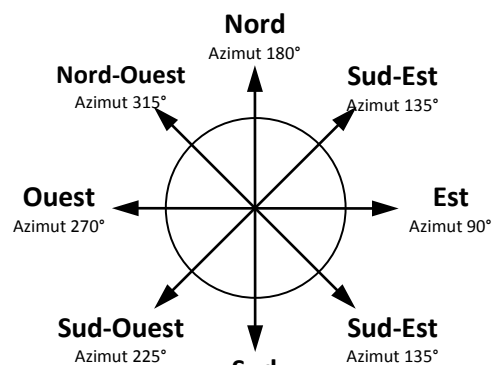 Nord
Azimut 180°
Nord-Ouest
Azimut 315°
Sud-Est
Azimut 135°
Ouest
Azimut 270°
Est
Azimut 90°
Sud-Ouest
Azimut 225°
Sud-Est
Azimut 135°